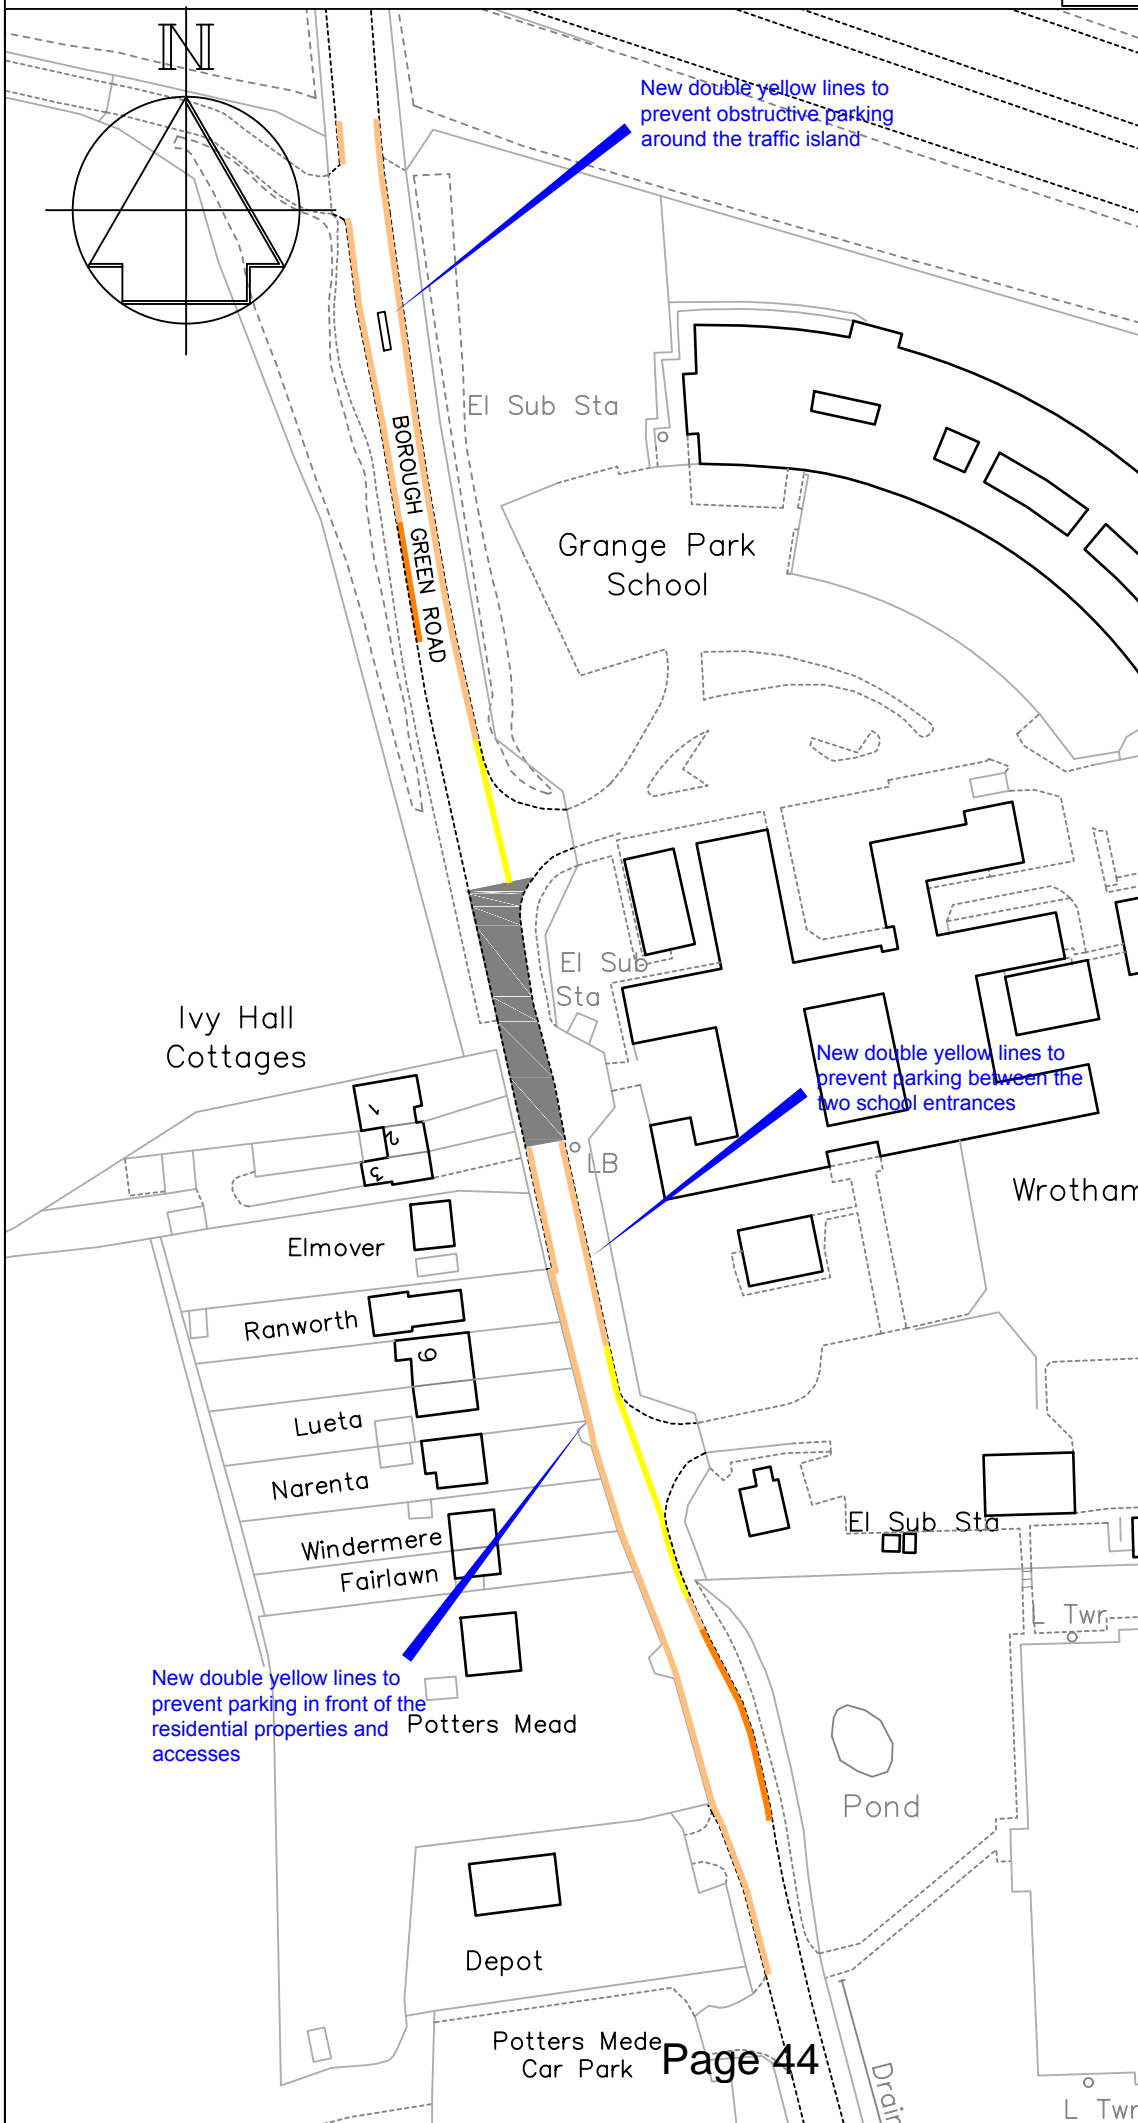 N
New double yellow lines to
prevent obstructive parking
around the traffic island
El Sub Sta
BOROUGH GREEN ROAD
Grange Park
School
El Sub
Sta
Ivy Hall
Cottages
New double yellow lines to
prevent parking between the
two school entrances
1
2
3
LB
Wrotham
Elmover
Ranworth
9
Lueta
Narenta
Windermere
Fairlawn
El Sub Sta
L Twr
New double yellow lines to
prevent parking in front of the
residential properties and
accesses
Potters Mead
Pond
Depot
Potters Mede
Car Park
Page 44
Drain
L Twr